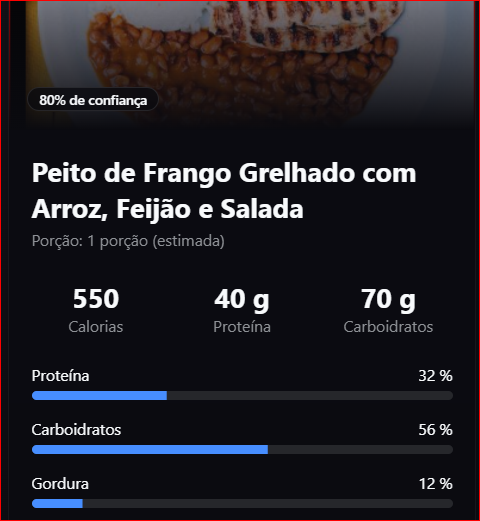 80% de confiança
Peito de Frango Grelhado com
Arroz, Feijão e Salada
Porção: 1 porção (estimada)
550 40 g 70 g
Calorias Proteína Carboidratos
Proteína 32 %
Carboidratos 56 %
Gordura 12 %